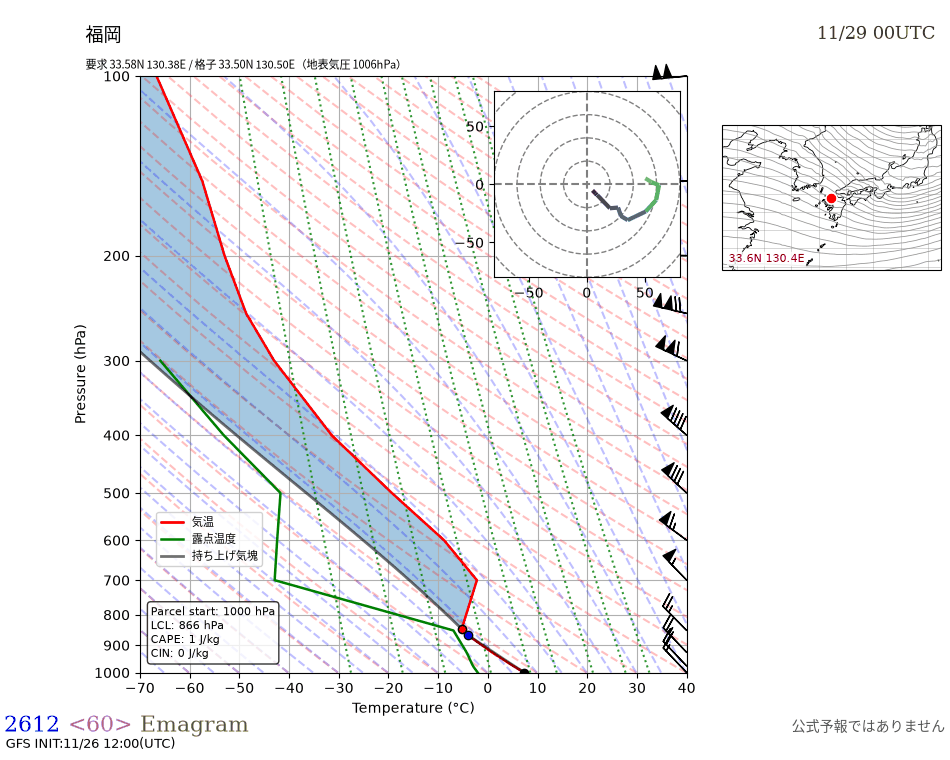 福岡
11/29 00UTC
要求 33.58N 130.38E / 格子 33.50N 130.50E（地表気圧 1006hPa）
100
200
300
400
500
600
700
800
900
1000
Pressure (hPa)
−70 −60 −50 −40 −30 −20 −10 0 10 20 30 40
Temperature (°C)
50
0
−50
−50 0 50
33.6N 130.4E
気温
露点温度
持ち上げ気塊
Parcel start: 1000 hPa
LCL: 866 hPa
CAPE: 1 J/kg
CIN: 0 J/kg
2612 <60> Emagram
公式予報ではありません
GFS INIT:11/26 12:00(UTC)